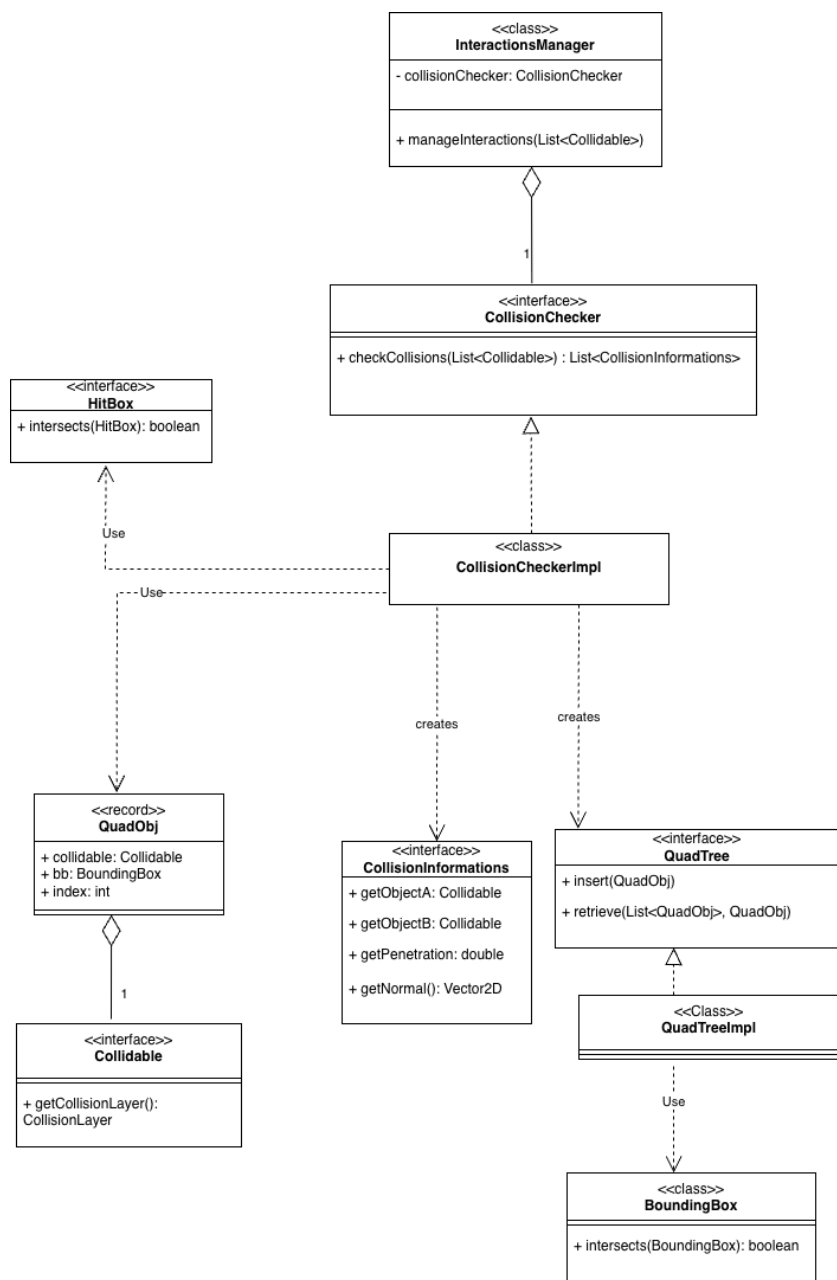 <<class>>
InteractionsManager
- collisionChecker: CollisionChecker
+ manageInteractions(List<Collidable>)
1
<<interface>>
CollisionChecker
+ checkCollisions(List<Collidable>) : List<CollisionInformations>
<<interface>>
HitBox
+ intersects(HitBox): boolean
Use
<<class>>
CollisionCheckerImpl
Use
creates
creates
<<record>>
QuadObj
+ collidable: Collidable
+ bb: BoundingBox
+ index: int
1
<<interface>>
Collidable
+ getCollisionLayer():
CollisionLayer
<<interface>>
CollisionInformations
+ getObjectA: Collidable
+ getObjectB: Collidable
+ getPenetration: double
+ getNormal(): Vector2D
<<interface>>
QuadTree
+ insert(QuadObj)
+ retrieve(List<QuadObj>, QuadObj)
<<Class>>
QuadTreeImpl
Use
<<class>>
BoundingBox
+ intersects(BoundingBox): boolean